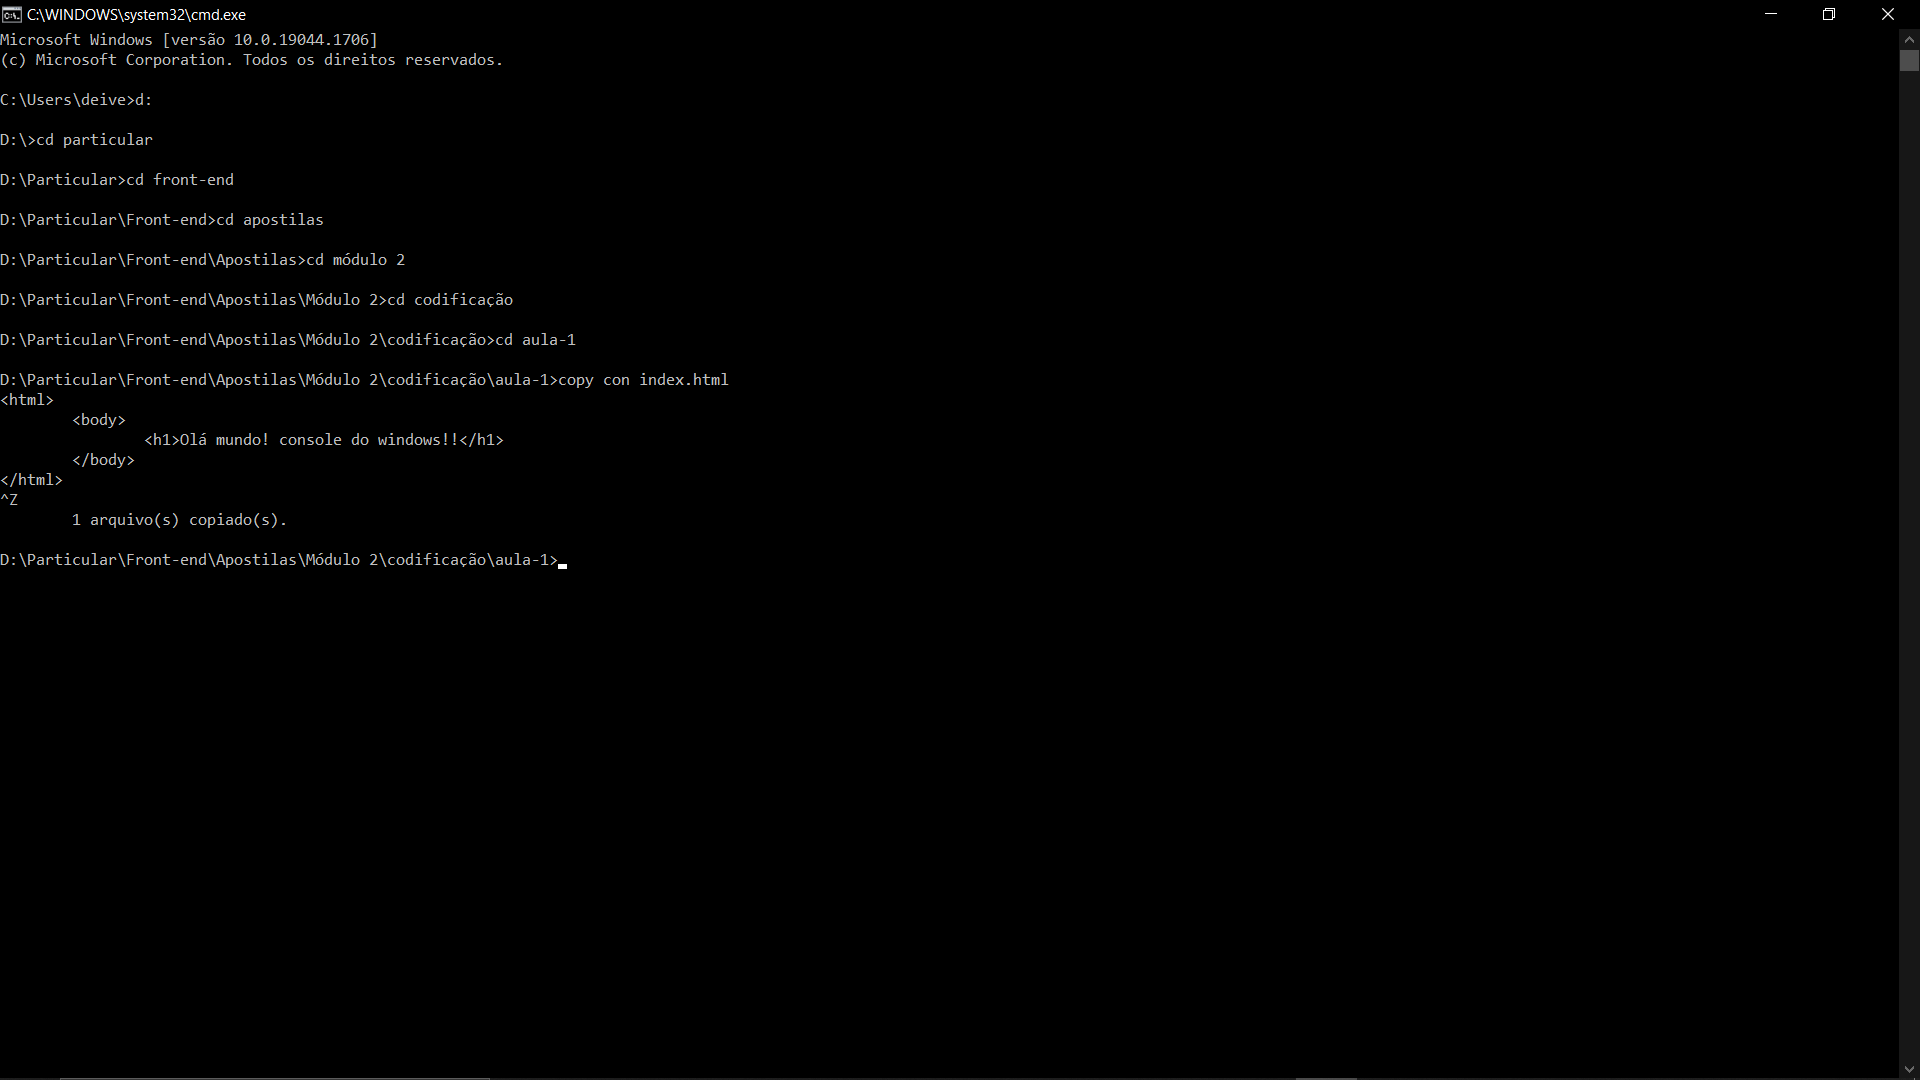 C:\WINDOWS\system32\cmd.exe
Microsoft Windows [versão 10.0.19044.1706]
(c) Microsoft Corporation. Todos os direitos reservados.
C:\Users\deive>d:
D:\>cd particular
D:\Particular>cd front-end
D:\Particular\Front-end>cd apostilas
D:\Particular\Front-end\Apostilas>cd módulo 2
D:\Particular\Front-end\Apostilas\Módulo 2>cd codificação
D:\Particular\Front-end\Apostilas\Módulo 2\codificação>cd aula-1
D:\Particular\Front-end\Apostilas\Módulo 2\codificação\aula-1>copy con index.html
<html>
        <body>
                <h1>Olá mundo! console do windows!!</h1>
        </body>
</html>
^Z
        1 arquivo(s) copiado(s).
D:\Particular\Front-end\Apostilas\Módulo 2\codificação\aula-1>